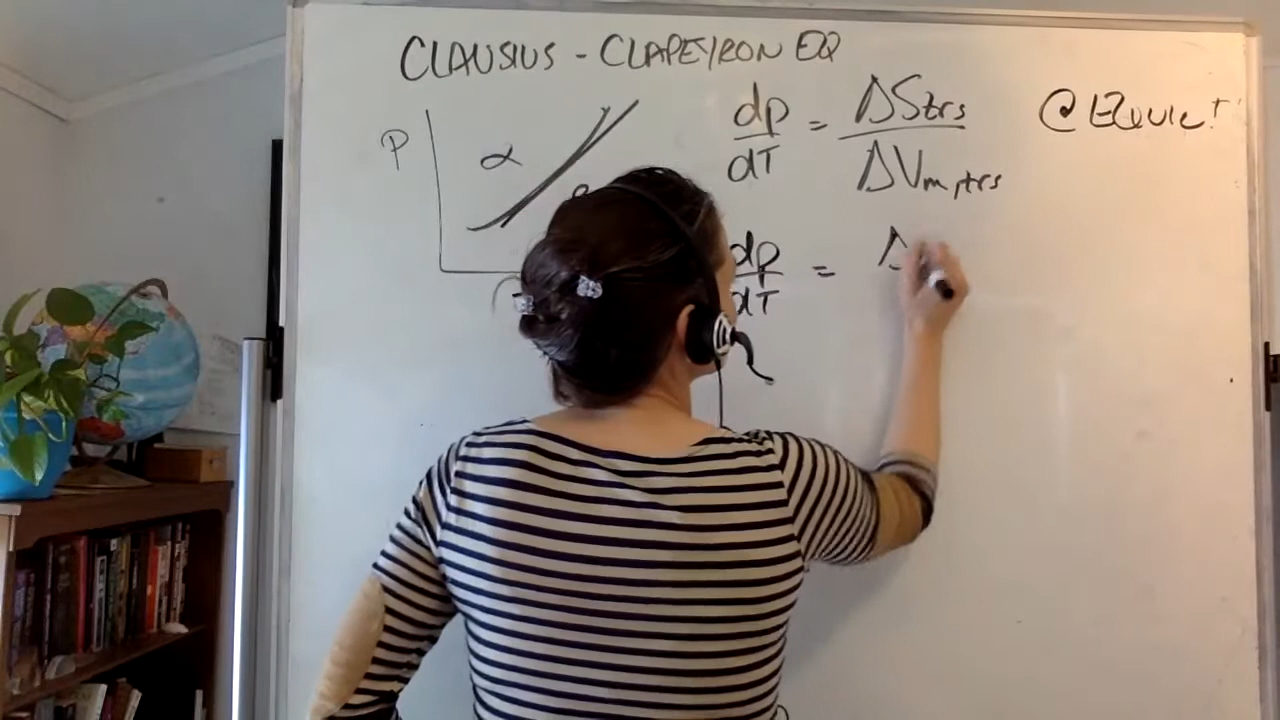 CLAUSIUS - CLAPEYRON EQ
P
α
dp/dT = ΔStrs/ΔVm,trs @ EQUIL!
dp/dT = Δ